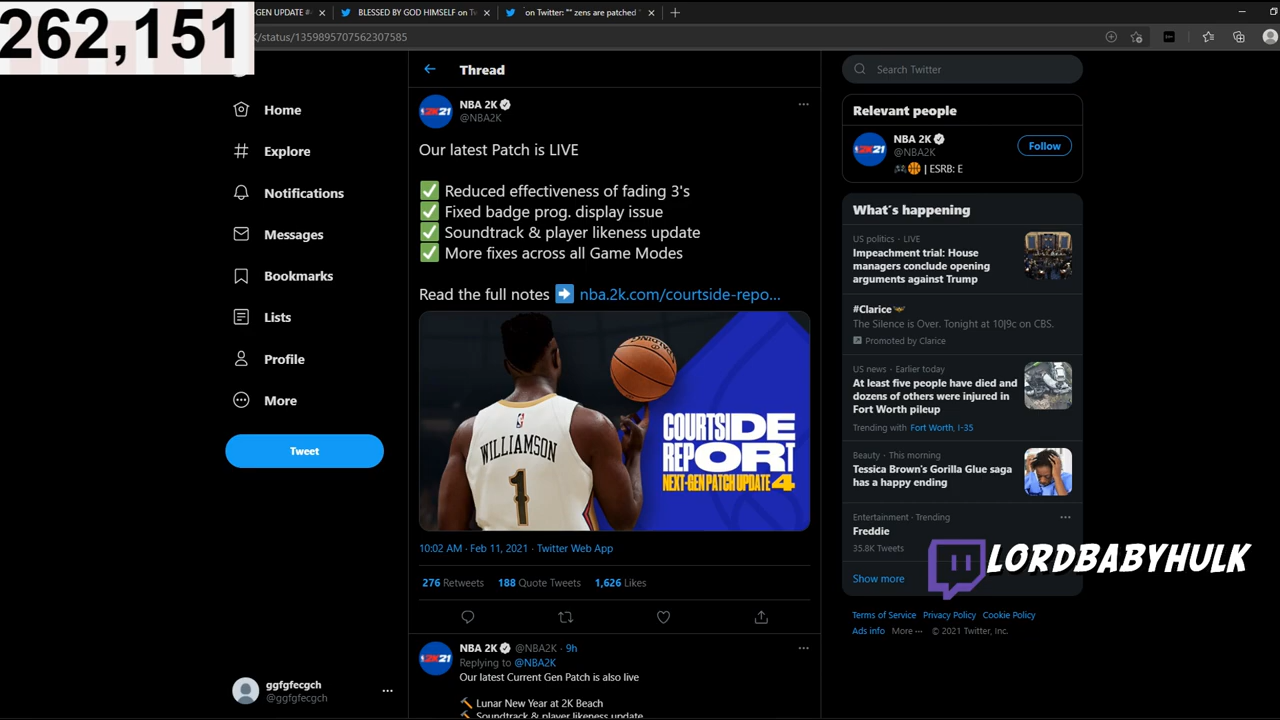 262,151
-GEN UPDATE #
BLESSED BY GOD HIMSELF on Tw
on Twitter: "" zens are patched
/status/1359895707562307585
Home
Explore
Notifications
Messages
Bookmarks
Lists
Profile
More
Tweet
ggfgfecgch
@ggfgfecgch
Thread
NBA 2K
@NBA2K
Our latest Patch is LIVE
✅ Reduced effectiveness of fading 3's
✅ Fixed badge prog. display issue
✅ Soundtrack & player likeness update
✅ More fixes across all Game Modes
Read the full notes ➡️ nba.2k.com/courtside-repo...
WILLIAMSON
1
COURTSIDE
REPORT
NEXT-GEN PATCH UPDATE 4
10:02 AM · Feb 11, 2021 · Twitter Web App
276 Retweets 188 Quote Tweets 1,626 Likes
NBA 2K @NBA2K · 9h
Replying to @NBA2K
Our latest Current Gen Patch is also live
🔨 Lunar New Year at 2K Beach
🔨 Soundtrack & player likeness update
Search Twitter
Relevant people
NBA 2K
@NBA2K
Follow
🎮🏀 | ESRB: E
What's happening
US politics · LIVE
Impeachment trial: House
managers conclude opening
arguments against Trump
#Clarice
The Silence is Over. Tonight at 10|9c on CBS.
Promoted by Clarice
US news · Earlier today
At least five people have died and
dozens of others were injured in
Fort Worth pileup
Trending with Fort Worth, I-35
Beauty · This morning
Tessica Brown's Gorilla Glue saga
has a happy ending
Entertainment · Trending
Freddie
35.8K Tweets
Show more
LORDBABYHULK
Terms of Service Privacy Policy Cookie Policy
Ads info More ··· © 2021 Twitter, Inc.